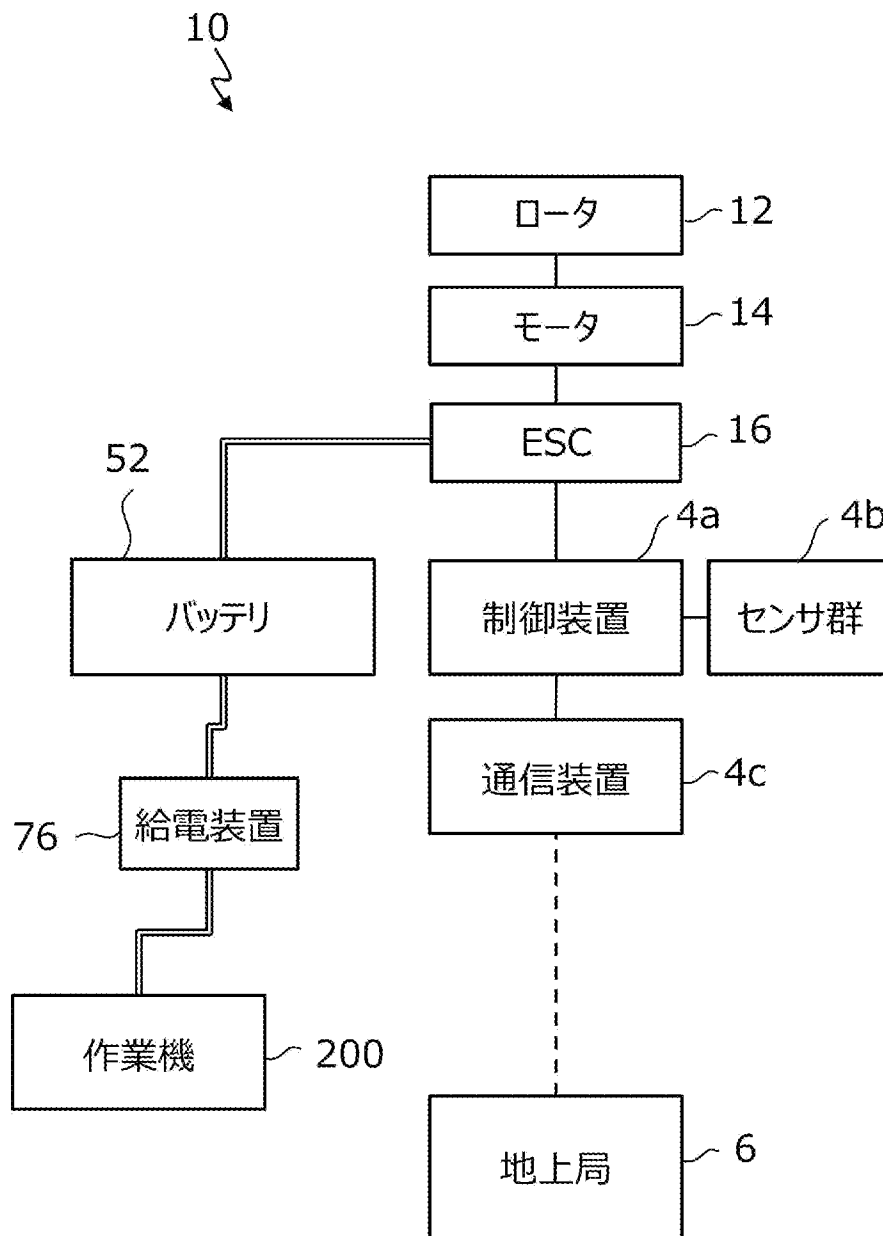 10
ロータ
12
モータ
14
ESC
16
52
4a
4b
バッテリ
制御装置
センサ群
通信装置
4c
76
給電装置
作業機
200
地上局
6